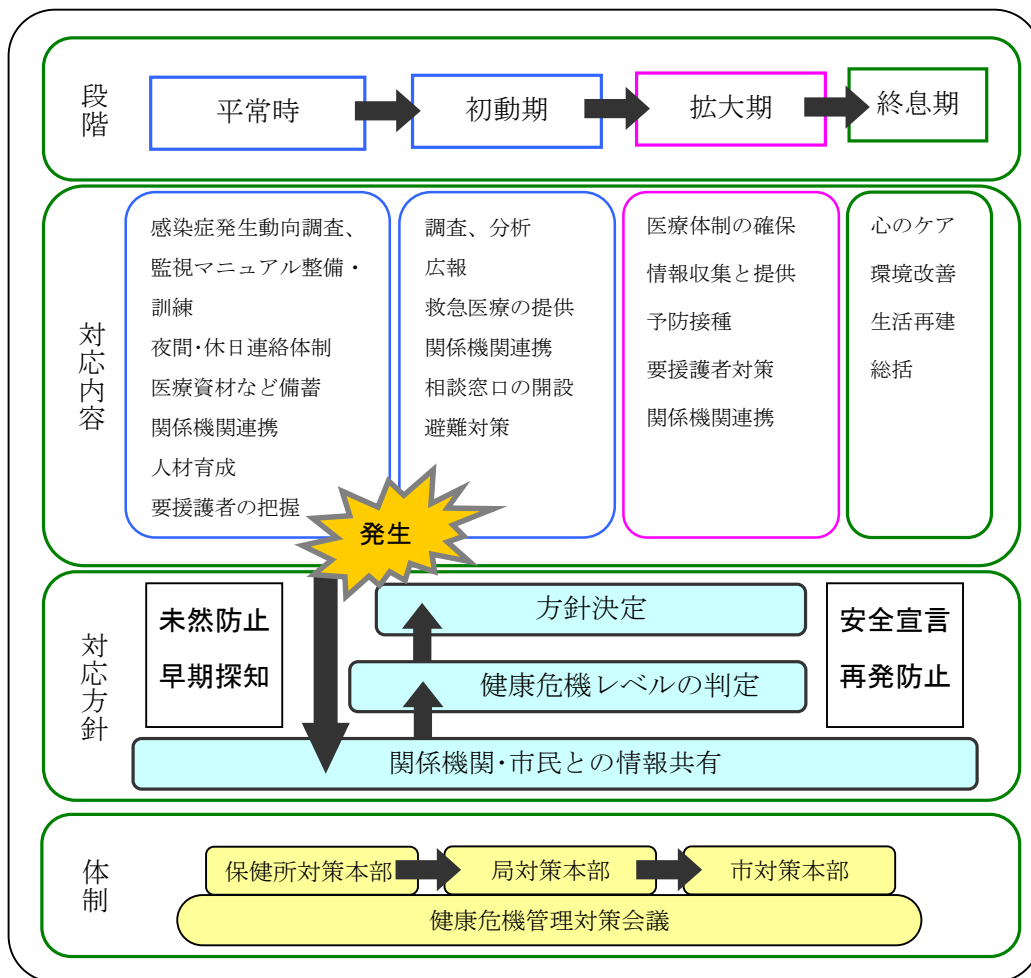 段階
平常時
初動期
拡大期
終息期
対応内容
感染症発生動向調査、
監視マニュアル整備・
訓練
夜間・休日連絡体制
医療資材など備蓄
関係機関連携
人材育成
要援護者の把握
調査、分析
広報
救急医療の提供
関係機関連携
相談窓口の開設
避難対策
医療体制の確保
情報収集と提供
予防接種
要援護者対策
関係機関連携
心のケア
環境改善
生活再建
総括
発生
対応方針
未然防止
早期探知
方針決定
健康危機レベルの判定
関係機関・市民との情報共有
安全宣言
再発防止
体制
保健所対策本部
局対策本部
市対策本部
健康危機管理対策会議